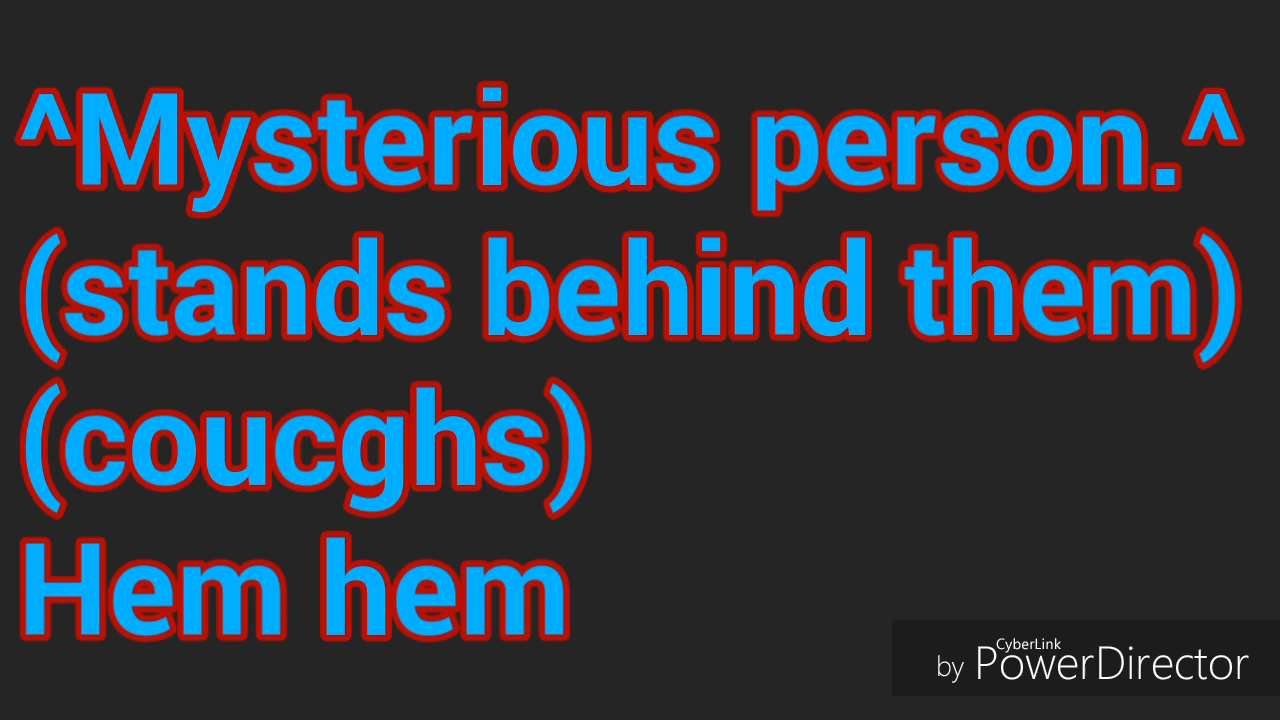 ^Mysterious person.^
(stands behind them)
(coucghs)
Hem hem
CyberLink
by PowerDirector